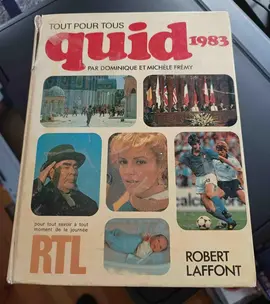 TOUT POUR TOUS
quid 1983
PAR DOMINIQUE ET MICHÈLE FRÉMY
pour tout savoir a tout
moment de la journée
RTL
ROBERT
LAFFONT